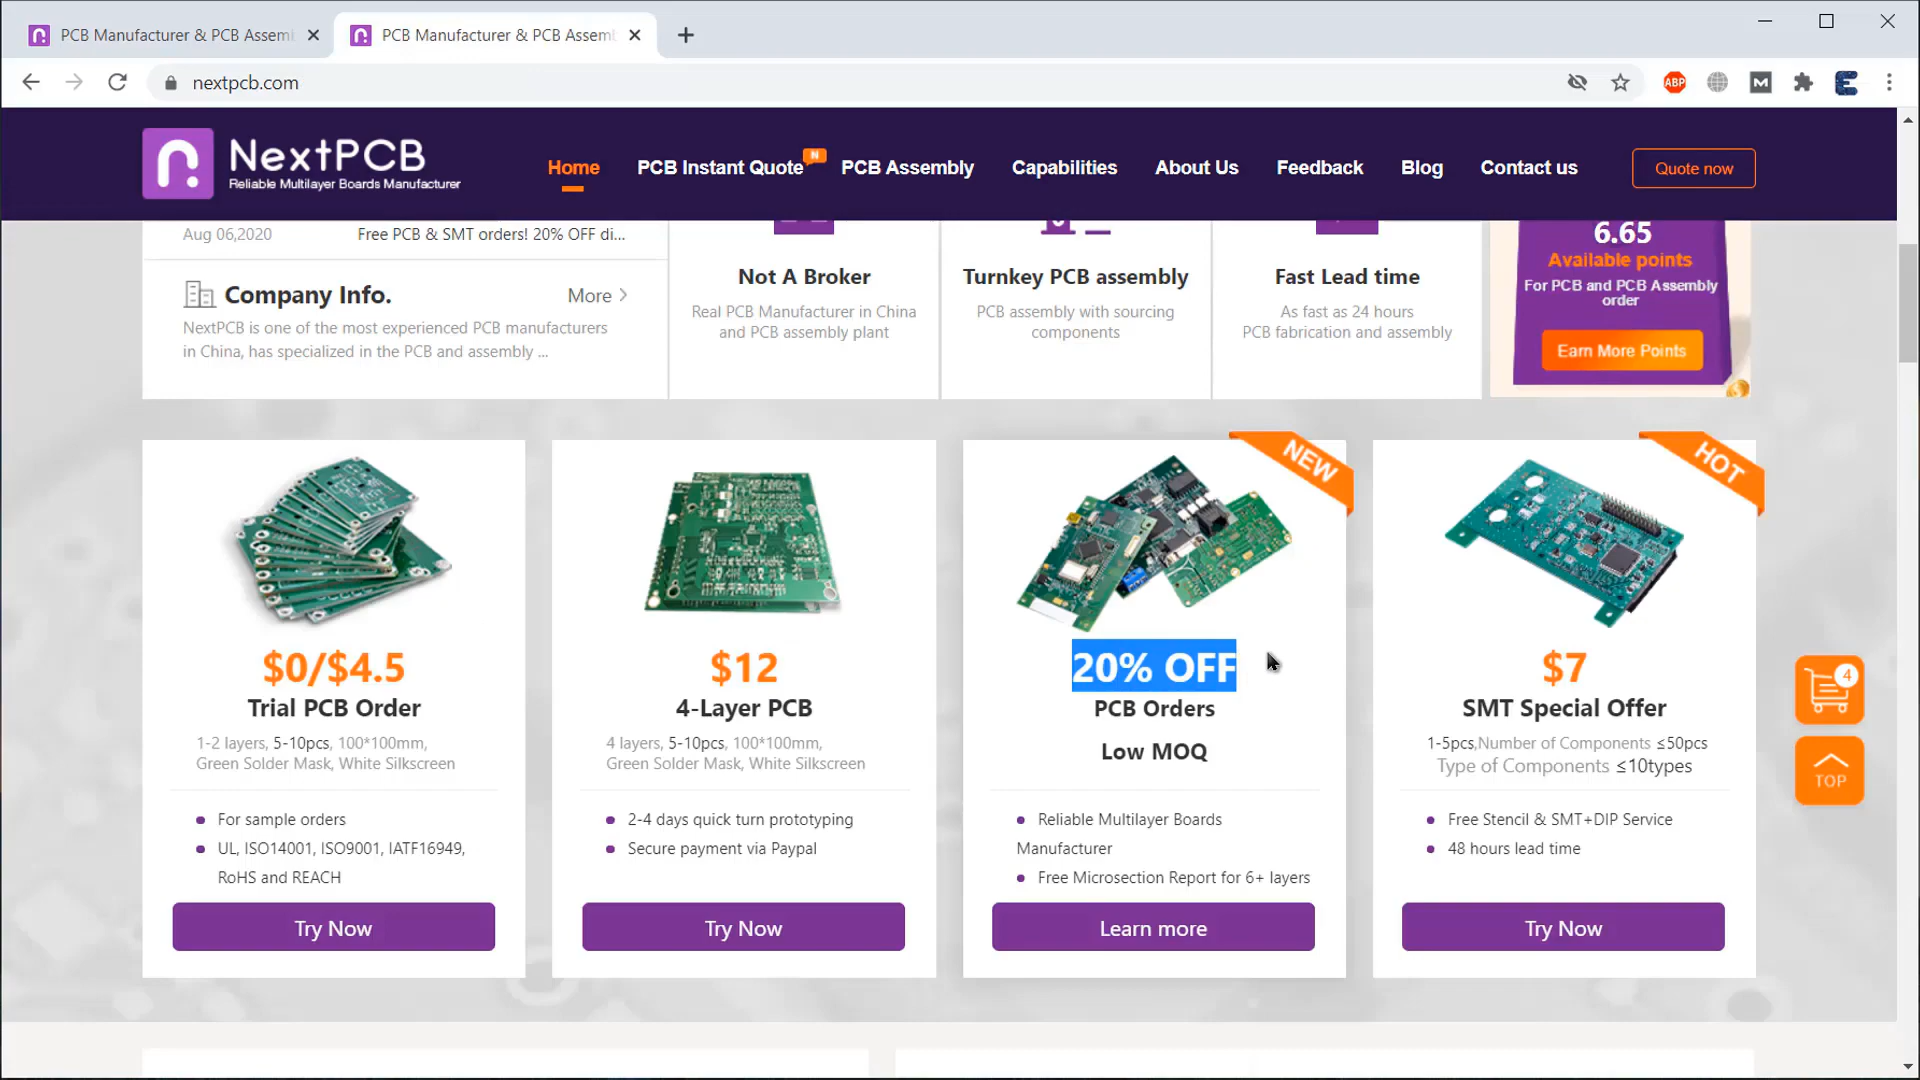 PCB Manufacturer & PCB Assem
PCB Manufacturer & PCB Assem
nextpcb.com
ABP
M
E
NextPCB
Reliable Multilayer Boards Manufacturer
Home
PCB Instant Quote
N
PCB Assembly
Capabilities
About Us
Feedback
Blog
Contact us
Quote now
Aug 06,2020
Free PCB & SMT orders! 20% OFF di...
Company Info.
More
NextPCB is one of the most experienced PCB manufacturers
in China, has specialized in the PCB and assembly ...
Not A Broker
Real PCB Manufacturer in China
and PCB assembly plant
Turnkey PCB assembly
PCB assembly with sourcing
components
Fast Lead time
As fast as 24 hours
PCB fabrication and assembly
6.65
Available points
For PCB and PCB Assembly
order
Earn More Points
$0/$4.5
Trial PCB Order
1-2 layers, 5-10pcs, 100*100mm,
Green Solder Mask, White Silkscreen
For sample orders
UL, ISO14001, ISO9001, IATF16949,
RoHS and REACH
Try Now
$12
4-Layer PCB
4 layers, 5-10pcs, 100*100mm,
Green Solder Mask, White Silkscreen
2-4 days quick turn prototyping
Secure payment via Paypal
Try Now
NEW
20% OFF
PCB Orders
Low MOQ
Reliable Multilayer Boards
Manufacturer
Free Microsection Report for 6+ layers
Learn more
HOT
$7
SMT Special Offer
1-5pcs,Number of Components ≤50pcs
Type of Components ≤10types
Free Stencil & SMT+DIP Service
48 hours lead time
Try Now
4
TOP